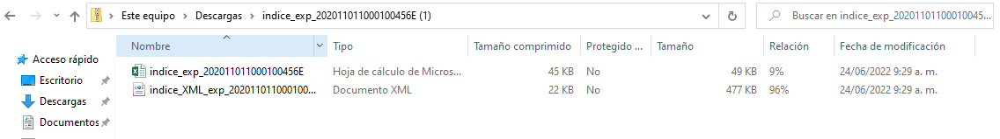 Este equipo > Descargas > indice_exp_202011011000100456E (1)
Buscar en indice_exp_20201101100010045...
Nombre Tipo Tamaño comprimido Protegido ... Tamaño Relación Fecha de modificación
Acceso rápido
indice_exp_202011011000100456E Hoja de cálculo de Micros... 45 KB No 49 KB 9% 24/06/2022 9:29 a. m.
Escritorio
indice_XML_exp_202011011000100... Documento XML 22 KB No 477 KB 96% 24/06/2022 9:29 a. m.
Descargas
Documentos